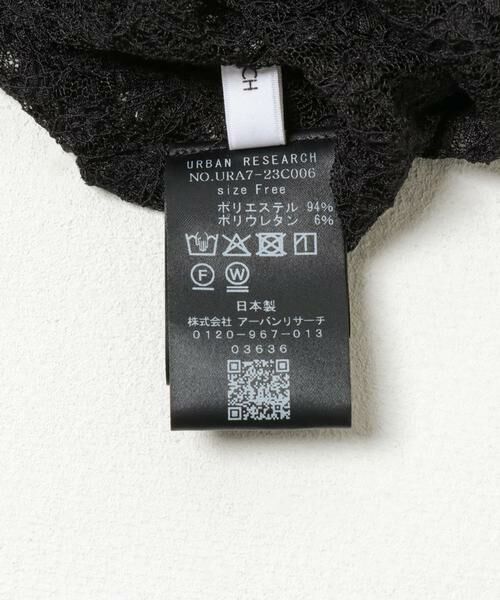 CH
URBAN RESEARCH
NO.URA7-23C006
size Free
ポリエステル 94%
ポリウレタン 6%
F W
日本製
株式会社 アーバンリサーチ
0120-967-013
03636